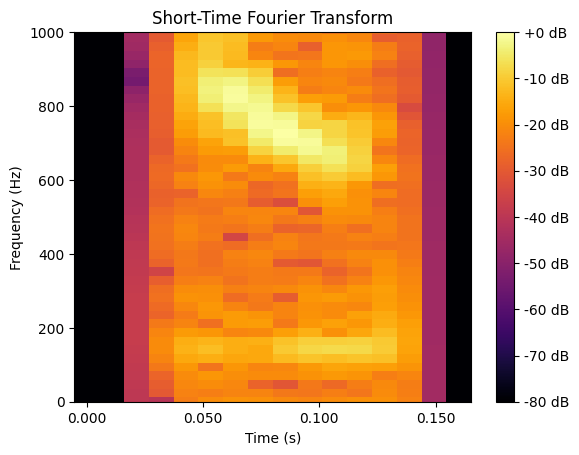 Short-Time Fourier Transform
1000
800
600
400
200
0
Frequency (Hz)
0.000
0.050
0.100
0.150
Time (s)
+0 dB
-10 dB
-20 dB
-30 dB
-40 dB
-50 dB
-60 dB
-70 dB
-80 dB